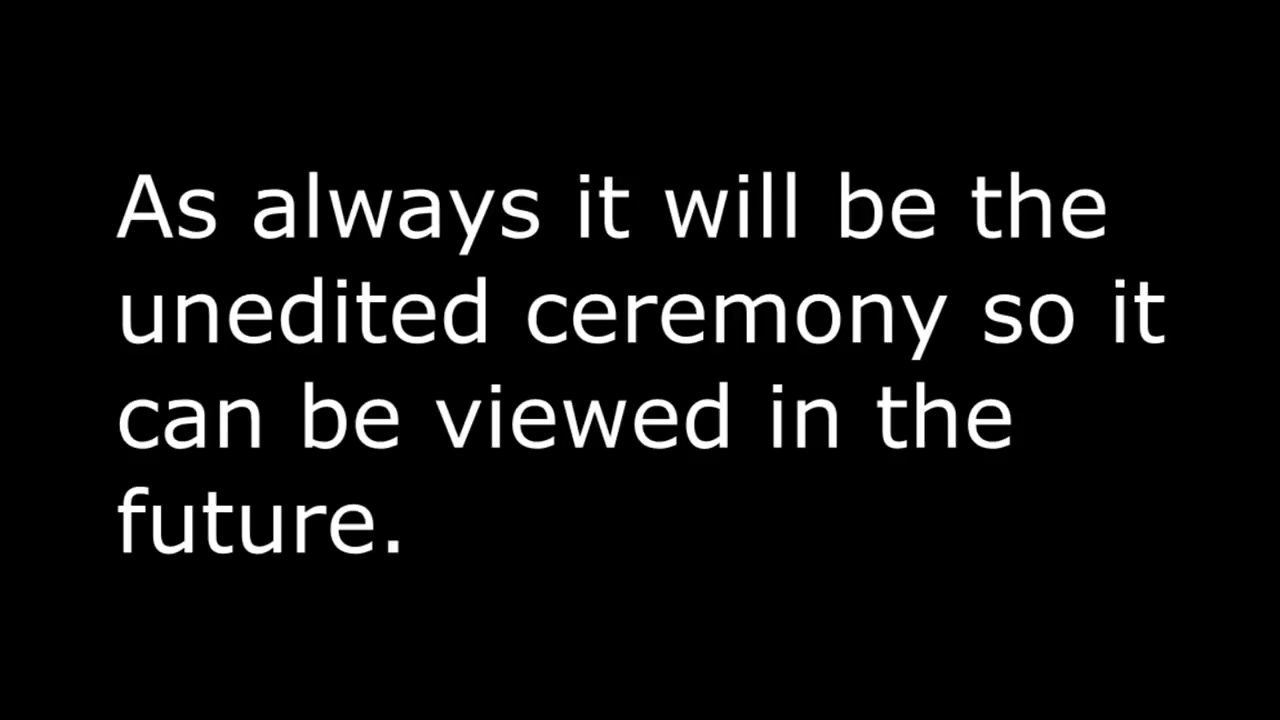 As always it will be the
unedited ceremony so it
can be viewed in the
future.